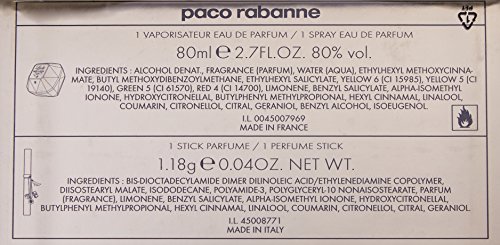 paco rabanne
1 VAPORISATEUR EAU DE PARFUM / 1 SPRAY EAU DE PARFUM
80ml ℮ 2.7FL.OZ. 80% vol.
INGREDIENTS : ALCOHOL DENAT., FRAGRANCE (PARFUM), WATER (AQUA), ETHYLHEXYL METHOXYCINNA-
MATE, BUTYL METHOXYDIBENZOYLMETHANE, ETHYLHEXYL SALICYLATE, YELLOW 6 (CI 15985), YELLOW 5 (CI
19140), GREEN 5 (CI 61570), RED 4 (CI 14700), LIMONENE, BENZYL SALICYLATE, ALPHA-ISOMETHYL
IONONE, HYDROXYCITRONELLAL, BUTYLPHENYL METHYLPROPIONAL, HEXYL CINNAMAL, LINALOOL,
COUMARIN, CITRONELLOL, CITRAL, GERANIOL, BENZYL ALCOHOL, ISOEUGENOL.
I.L 0045007969
MADE IN FRANCE
1 STICK PARFUME / 1 PERFUME STICK
1.18g ℮ 0.04OZ. NET WT.
INGREDIENTS : BIS-DIOCTADECYLAMIDE DIMER DILINOLEIC ACID/ETHYLENEDIAMINE COPOLYMER,
DIISOSTEARYL MALATE, ISODODECANE, POLYAMIDE-3, POLYGLYCERYL-10 NONAISOSTEARATE, PARFUM
(FRAGRANCE), LIMONENE, BENZYL SALICYLATE, ALPHA-ISOMETHYL IONONE, HYDROXYCITRONELLAL,
BUTYLPHENYL METHYLPROPIONAL, HEXYL CINNAMAL, LINALOOL, COUMARIN, CITRONELLOL, CITRAL, GERANIOL.
I.L. 45008771
MADE IN ITALY